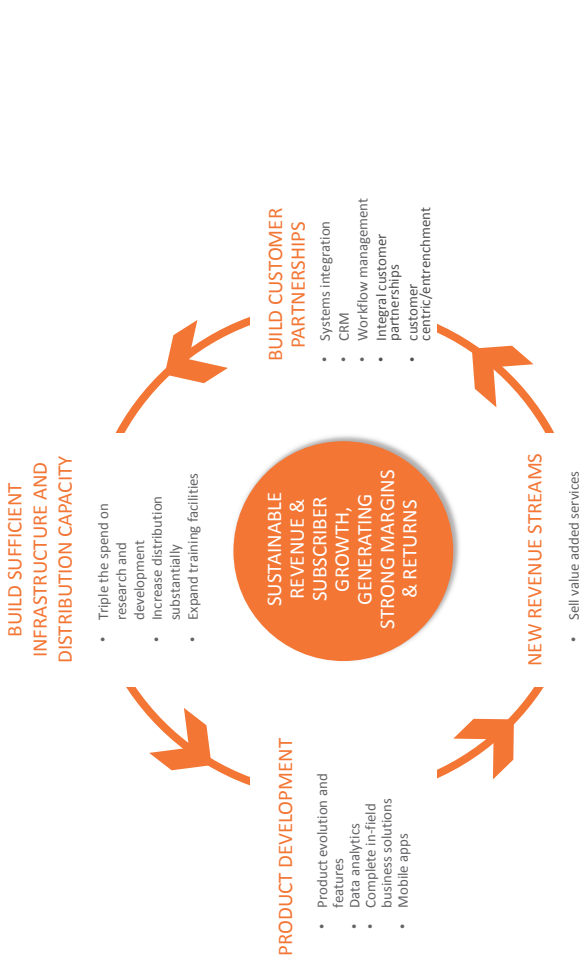 BUILD SUFFICIENT
INFRASTRUCTURE AND
DISTRIBUTION CAPACITY
• Triple the spend on
research and
development
• Increase distribution
substantially
• Expand training facilities
PRODUCT DEVELOPMENT
• Product evolution and
features
• Data analytics
• Complete in-field
business solutions
• Mobile apps
SUSTAINABLE
REVENUE &
SUBSCRIBER
GROWTH,
GENERATING
STRONG MARGINS
& RETURNS
BUILD CUSTOMER
PARTNERSHIPS
• Systems integration
• CRM
• Workflow management
• Integral customer
partnerships
• customer
centric/entrenchment
NEW REVENUE STREAMS
• Sell value added services